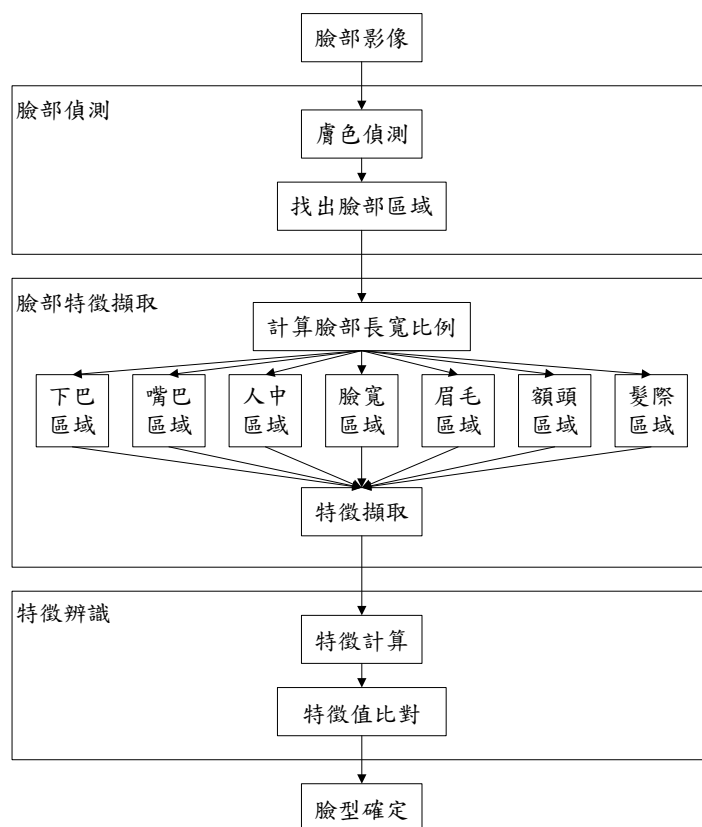 臉部影像
臉部偵測
膚色偵測
找出臉部區域
臉部特徵擷取
計算臉部長寬比例
下巴
區域
嘴巴
區域
人中
區域
臉寬
區域
眉毛
區域
額頭
區域
髮際
區域
特徵擷取
特徵辨識
特徵計算
特徵值比對
臉型確定